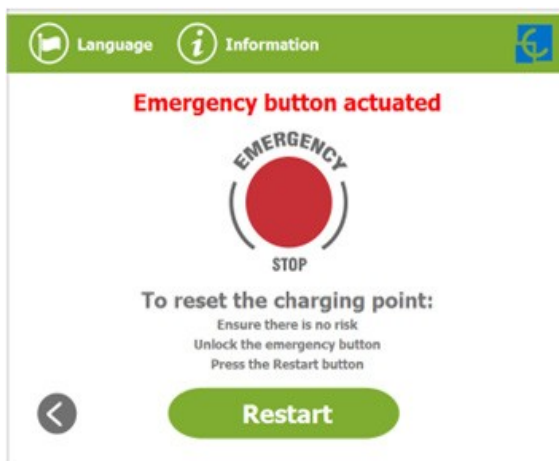 Language
Information
Emergency button actuated
EMERGENCY
STOP
To reset the charging point:
Ensure there is no risk
Unlock the emergency button
Press the Restart button
Restart